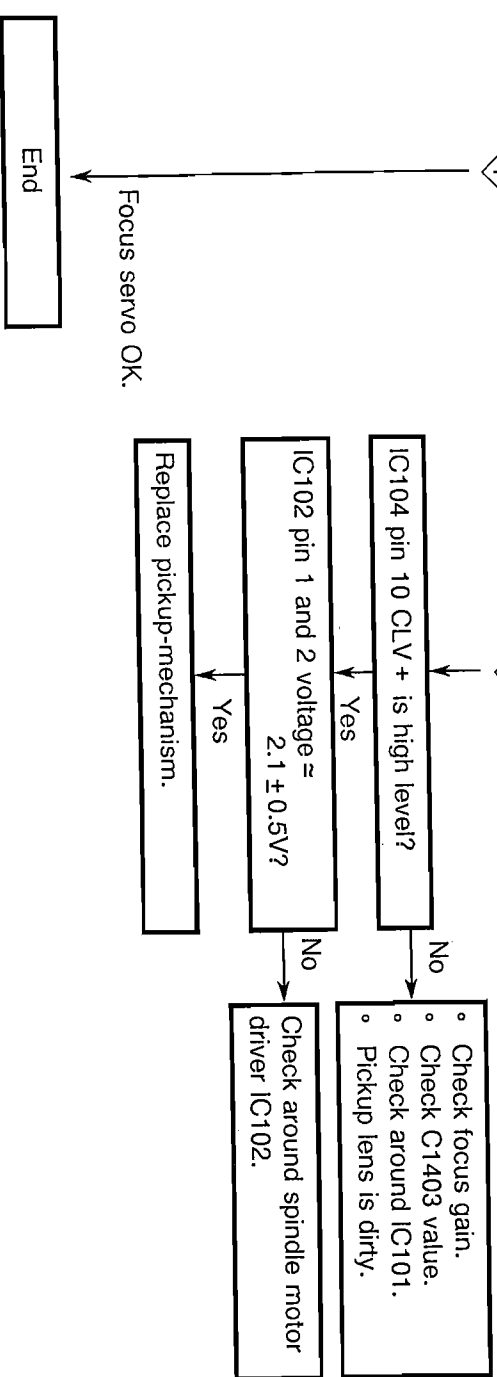 IC104 pin 10 CLV + is high level?
No
• Check focus gain.
• Check C1403 value.
• Check around IC101.
• Pickup lens is dirty.
Yes
IC102 pin 1 and 2 voltage ≃
2.1 ± 0.5V?
No
Check around spindle motor
driver IC102.
Yes
Replace pickup-mechanism.
Focus servo OK.
End